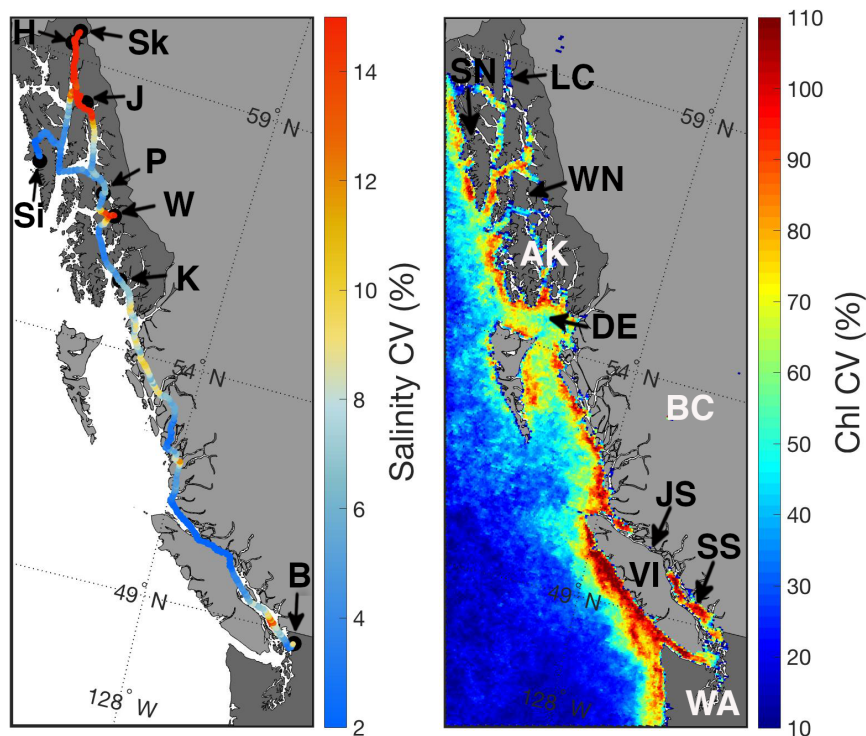 H
Sk
J
P
Si
W
K
B
59° N
54° N
49° N
128° W
14
12
10
8
6
4
2
Salinity CV (%)
SN
LC
WN
AK
DE
BC
JS
SS
VI
WA
59° N
54° N
49° N
128° W
110
100
90
80
70
60
50
40
30
20
10
Chl CV (%)